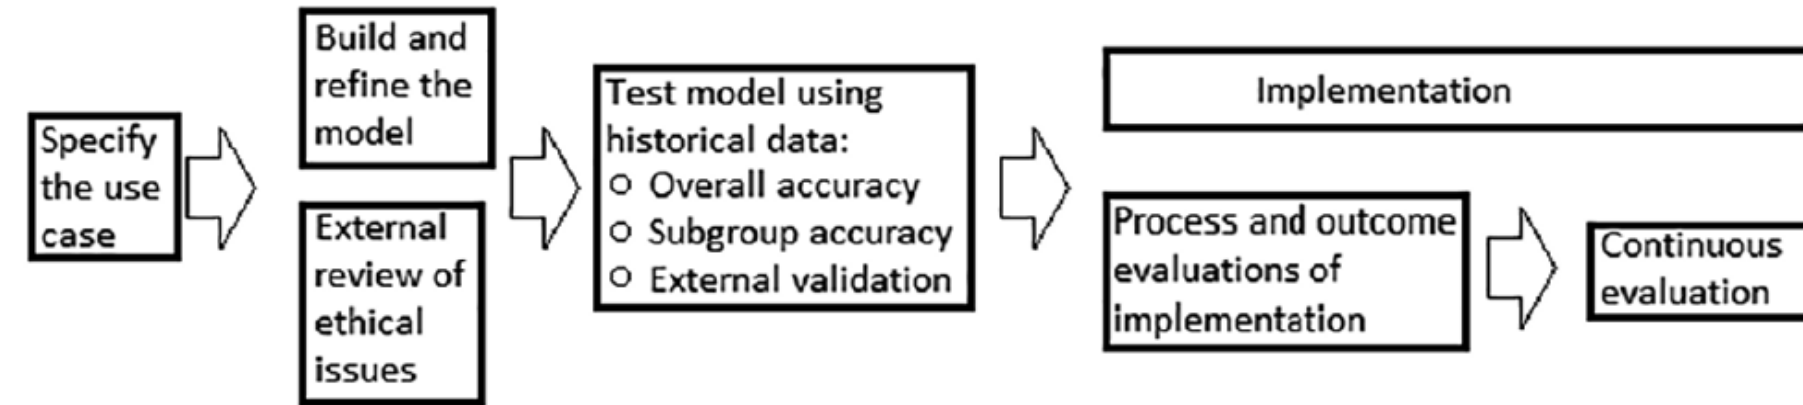 Specify
the use
case
Build and
refine the
model
External
review of
ethical
issues
Test model using
historical data:
○ Overall accuracy
○ Subgroup accuracy
○ External validation
Implementation
Process and outcome
evaluations of
implementation
Continuous
evaluation